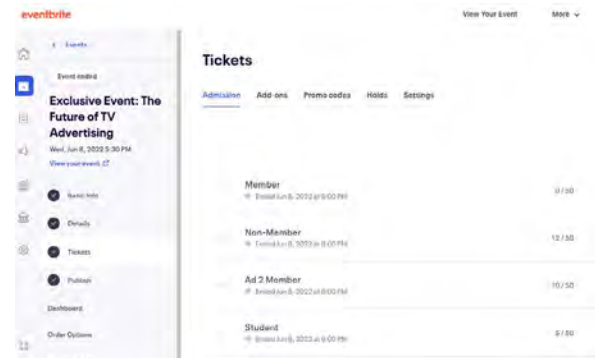 eventbrite
View Your Event
More
Events
Event ended
Exclusive Event: The
Future of TV
Advertising
Wed, Jun 8, 2022 5:30 PM
View your event
Basic Info
Details
Tickets
Publish
Dashboard
Order Options
Tickets
Admission Add-ons Promo codes Holds Settings
Member
Ended Jun 8, 2022 at 8:00 PM
Non-Member
Ended Jun 8, 2022 at 8:00 PM
12 / 50
Ad 2 Member
Ended Jun 8, 2022 at 8:00 PM
10 / 50
Student
Ended Jun 8, 2022 at 8:00 PM